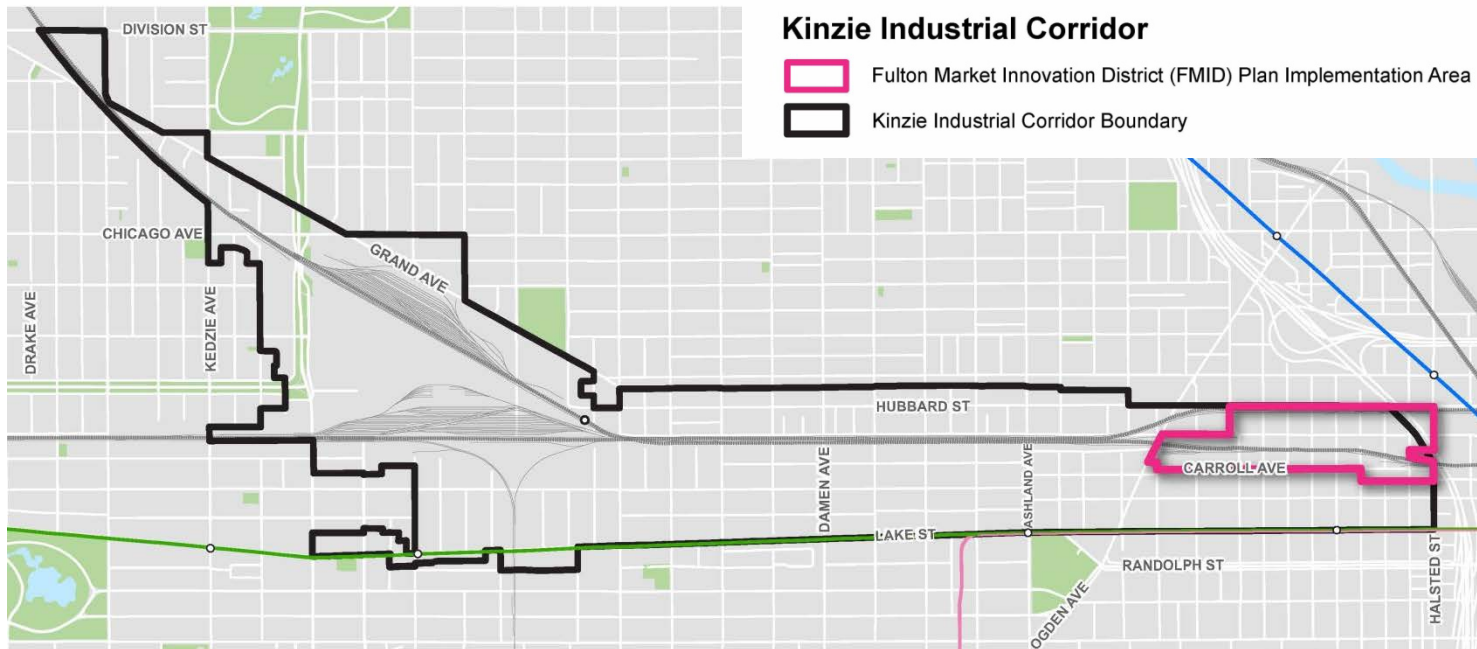 Kinzie Industrial Corridor
Fulton Market Innovation District (FMID) Plan Implementation Area
Kinzie Industrial Corridor Boundary
DIVISION ST
CHICAGO AVE
GRAND AVE
DRAKE AVE
KEDZIE AVE
HUBBARD ST
DAMEN AVE
ASHLAND AVE
CARROLL AVE
LAKE ST
RANDOLPH ST
OGDEN AVE
HALSTED ST